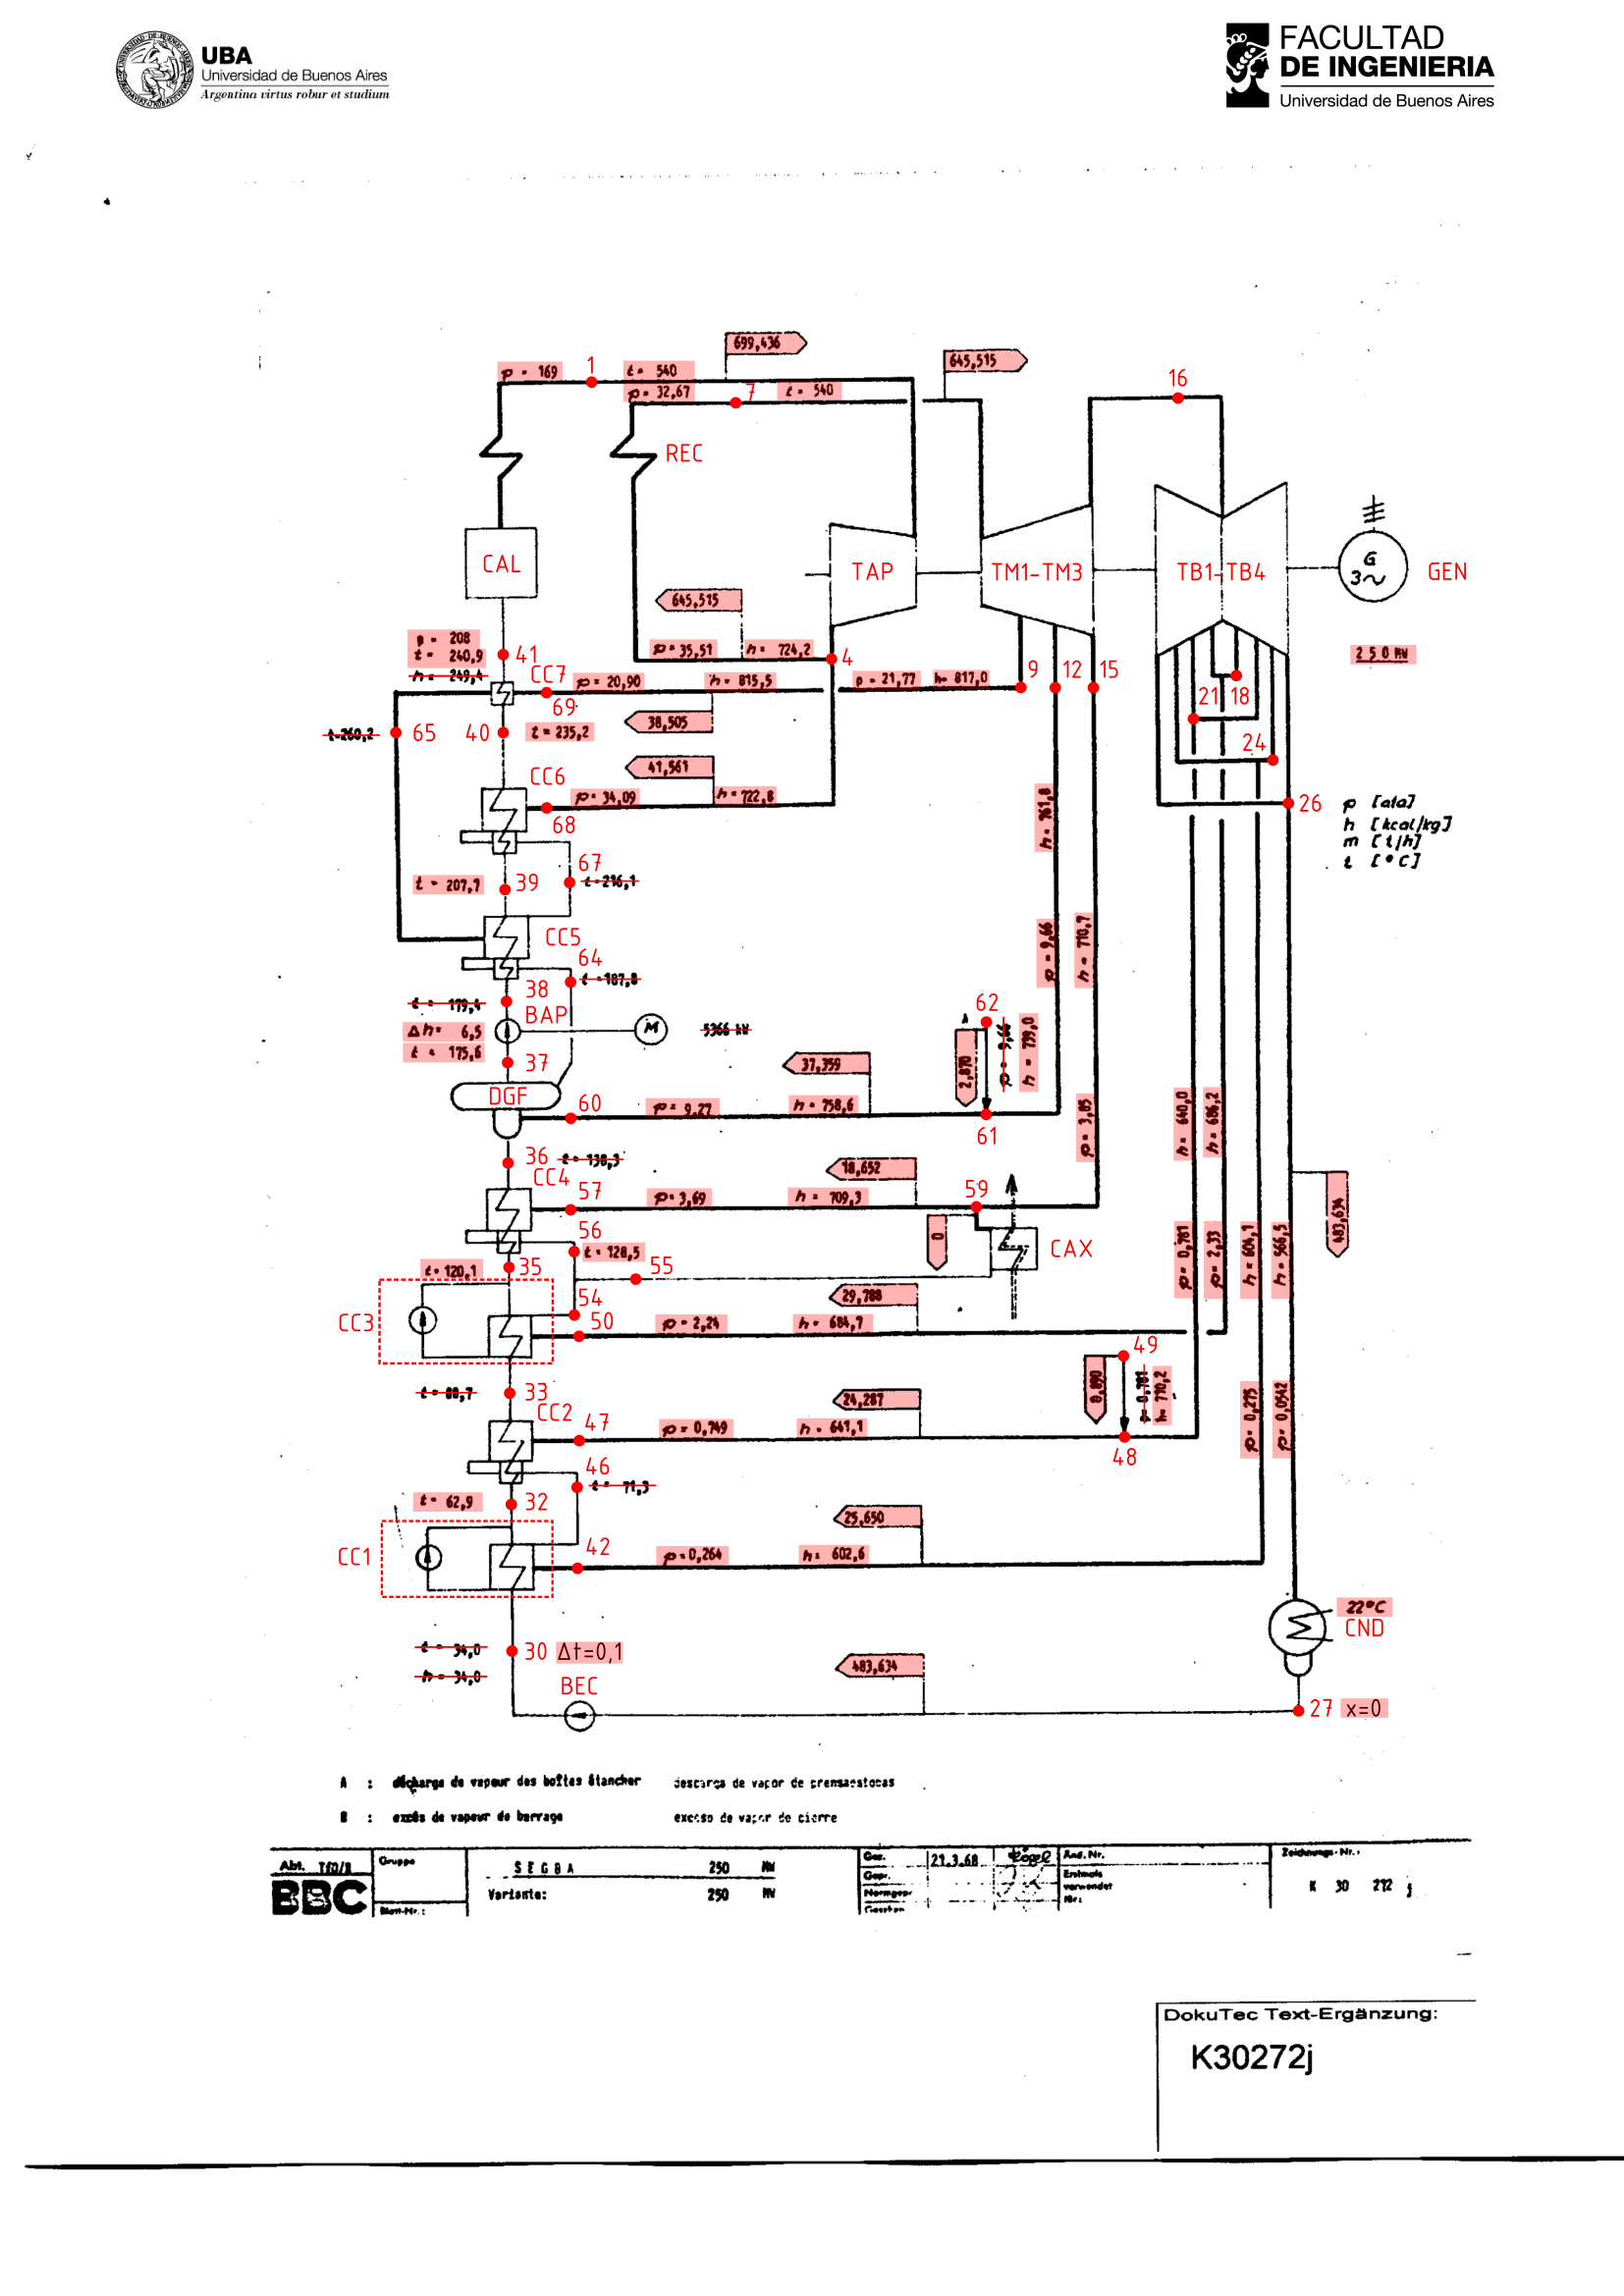 UBA
Universidad de Buenos Aires
Argentina virtus robur et studium
FACULTAD
DE INGENIERIA
Universidad de Buenos Aires
699,436
645,515
p = 169
1
t = 540
p = 32,67
7
t = 540
16
REC
CAL
TAP
TM1-TM3
TB1-TB4
G
3~
GEN
645,515
p = 208
t = 240,9
h = 249,4
41
p = 35,51
h = 724,2
4
250 MW
CC7
p = 20,90
h = 815,5
p = 21,77
h = 817,0
9
12
15
69
38,505
21
18
t = 260,2
65
40
t = 235,2
24
41,561
CC6
p = 34,09
h = 722,8
68
26
p [ata]
h [kcal/kg]
m [t/h]
t [°C]
h = 761,8
67
t = 207,7
39
t = 216,1
CC5
64
p = 9,66
h = 710,7
t = 187,8
38
t = 179,4
BAP
62
A
Δh = 6,5
M
5366 kW
t = 175,6
37
37,359
2,870
p = 9,66
h = 799,0
DGF
60
p = 9,27
h = 758,6
61
p = 3,85
h = 640,0
h = 686,2
36
t = 138,3
CC4
18,652
57
p = 3,69
h = 709,3
59
56
0
CAX
t = 128,5
35
55
t = 120,1
p = 0,781
p = 2,33
h = 604,1
h = 566,5
483,634
54
29,788
CC3
50
p = 2,24
h = 684,7
49
t = 88,7
33
24,287
0,890
p = 0,781
h = 710,2
CC2
47
p = 0,749
h = 641,1
48
p = 0,275
p = 0,0542
46
t = 71,3
t = 62,9
32
25,650
CC1
42
p = 0,264
h = 602,6
22°C
CND
t = 34,0
30 Δt=0,1
h = 34,0
483,634
BEC
27 x=0
A : décharge de vapeur des boîtes étancher descarga de vapor de prensaestopas
B : excès de vapeur de barrage exceso de vapor de cierre
Abt. TfD/B
Gruppe
SEGBA 250 MW
Gez. 21.3.68
Änd. Nr.
Zeichnungs-Nr.:
BBC
Blatt-Nr.:
Variante: 250 MW
Gepr.
Normgepr.
Gesehen
Erstmals
verwendet
Nr.:
K 30 272 j
DokuTec Text-Ergänzung:
K30272j